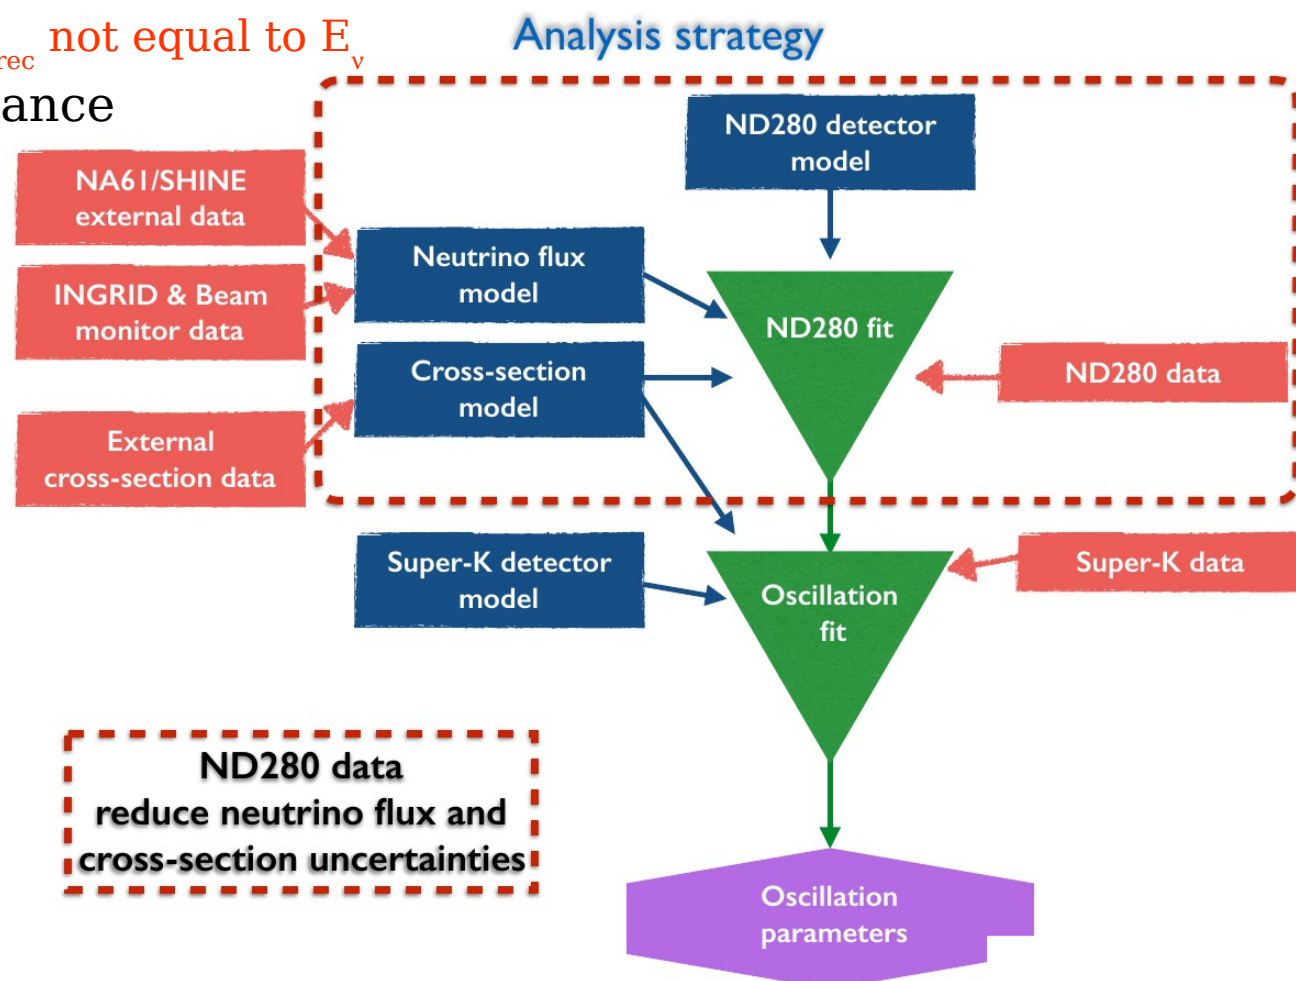 rec not equal to Eν
Analysis strategy
ance
ND280 detector
model
NA61/SHINE
external data
Neutrino flux
model
INGRID & Beam
monitor data
ND280 fit
Cross-section
model
ND280 data
External
cross-section data
Super-K detector
model
Super-K data
Oscillation
fit
ND280 data
reduce neutrino flux and
cross-section uncertainties
Oscillation
parameters